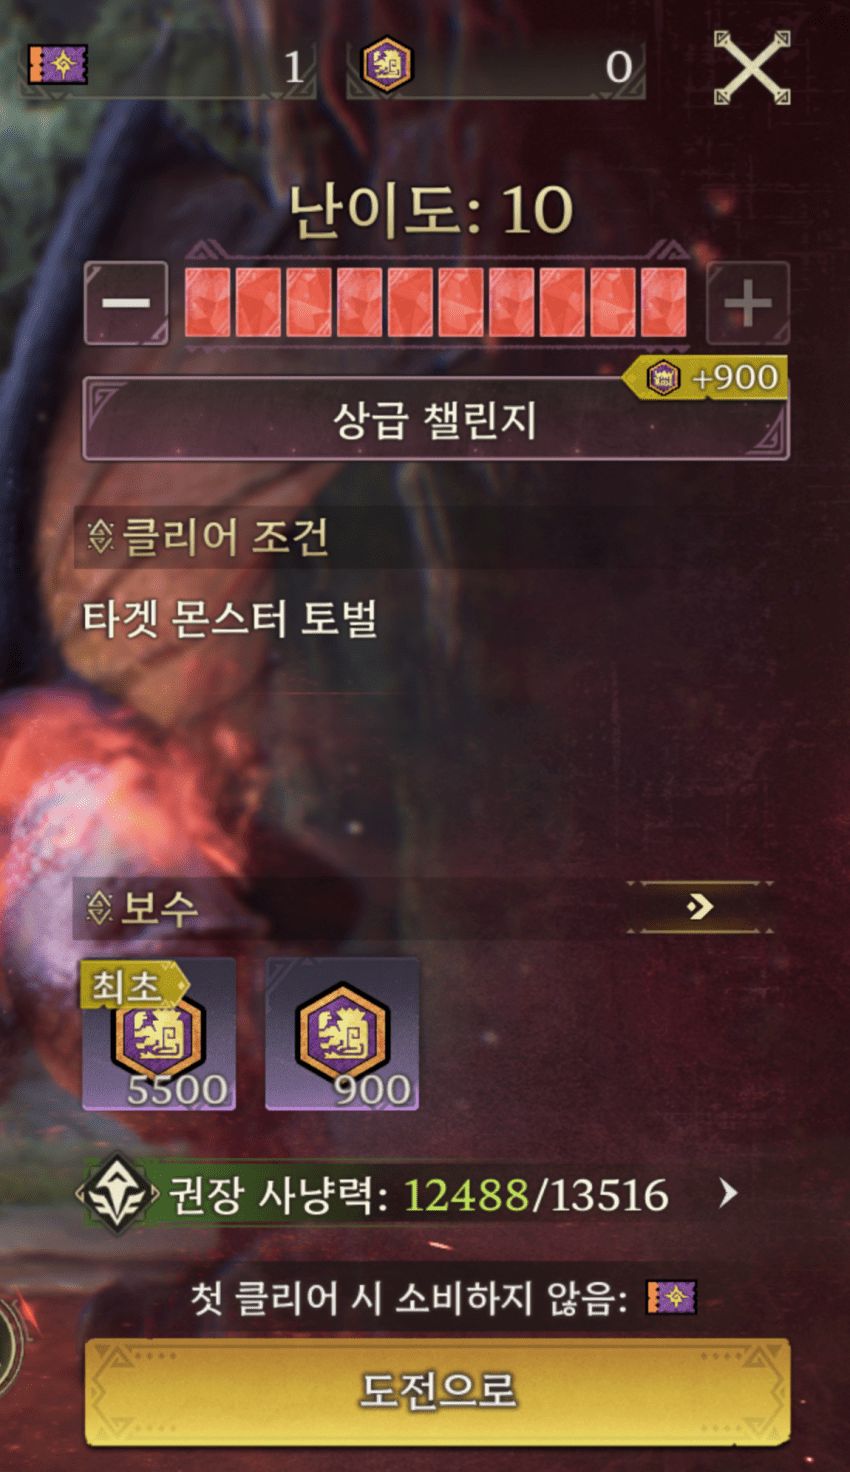 1
0
난이도: 10
+900
상급 챌린지
클리어 조건
타겟 몬스터 토벌
보수
최초
5500
900
권장 사냥력: 12488/13516
첫 클리어 시 소비하지 않음:
도전으로